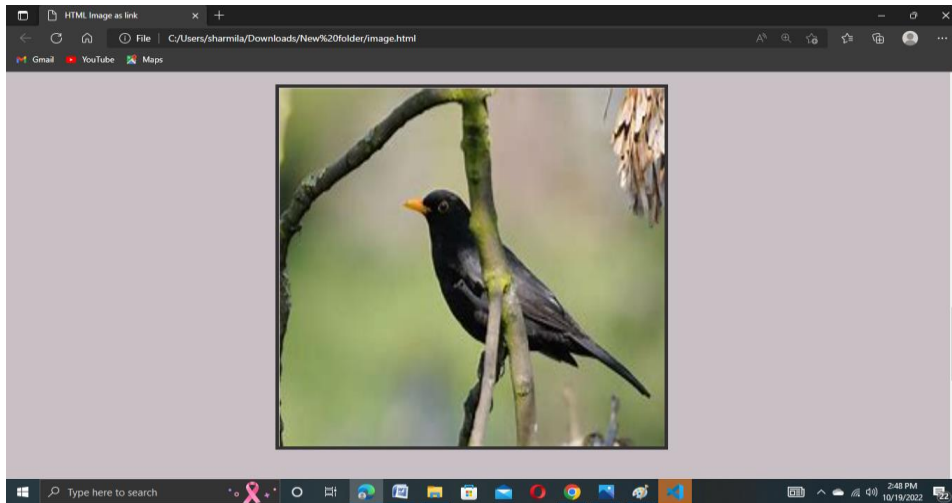 HTML Image as link
File C:/Users/sharmila/Downloads/New%20folder/image.html
Gmail YouTube Maps
Type here to search
2:48 PM
10/19/2022
22